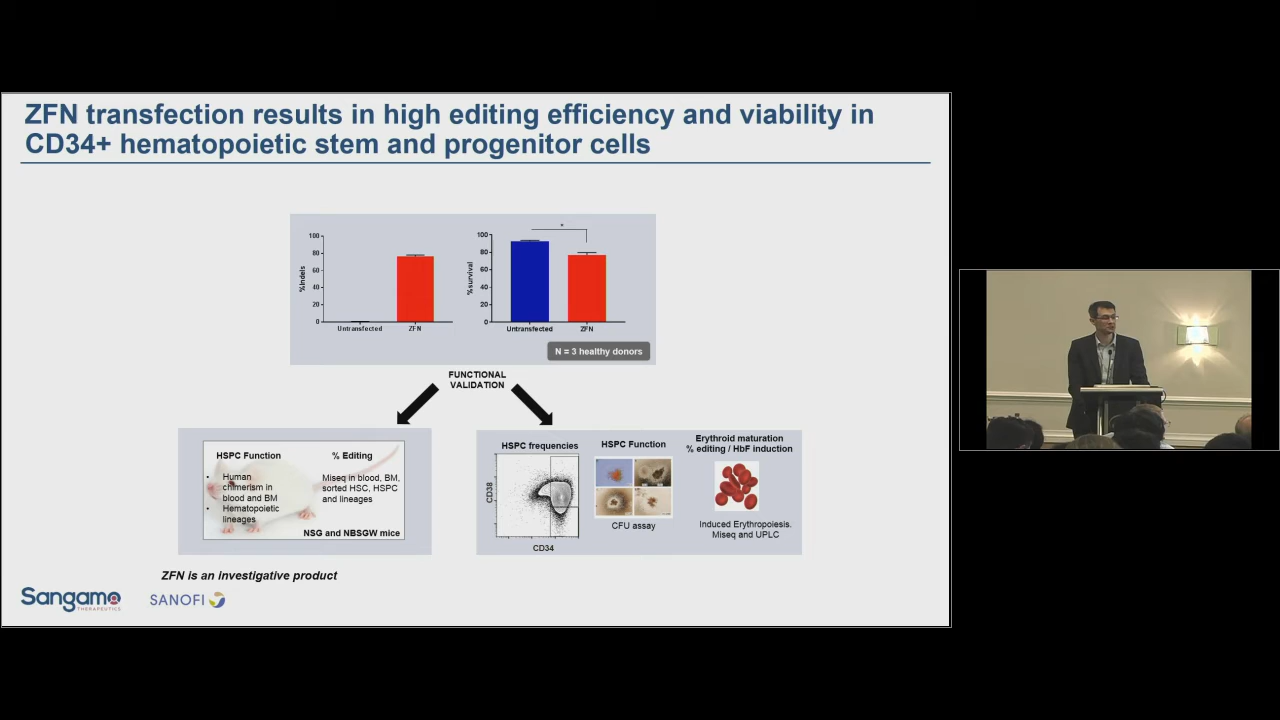 ZFN transfection results in high editing efficiency and viability in
CD34+ hematopoietic stem and progenitor cells
100
80
60
40
20
0
%indels
Untransfected
ZFN
100
80
60
40
20
0
%survival
*
Untransfected
ZFN
N = 3 healthy donors
FUNCTIONAL
VALIDATION
HSPC Function
• Human
chimerism in
blood and BM
• Hematopoietic
lineages
% Editing
Miseq in blood, BM,
sorted HSC, HSPC
and lineages
NSG and NBSGW mice
HSPC frequencies
CD38
CD34
HSPC Function
CFU assay
Erythroid maturation
% editing / HbF induction
Induced Erythropoiesis.
Miseq and UPLC
ZFN is an investigative product
Sangamo
THERAPEUTICS
SANOFI